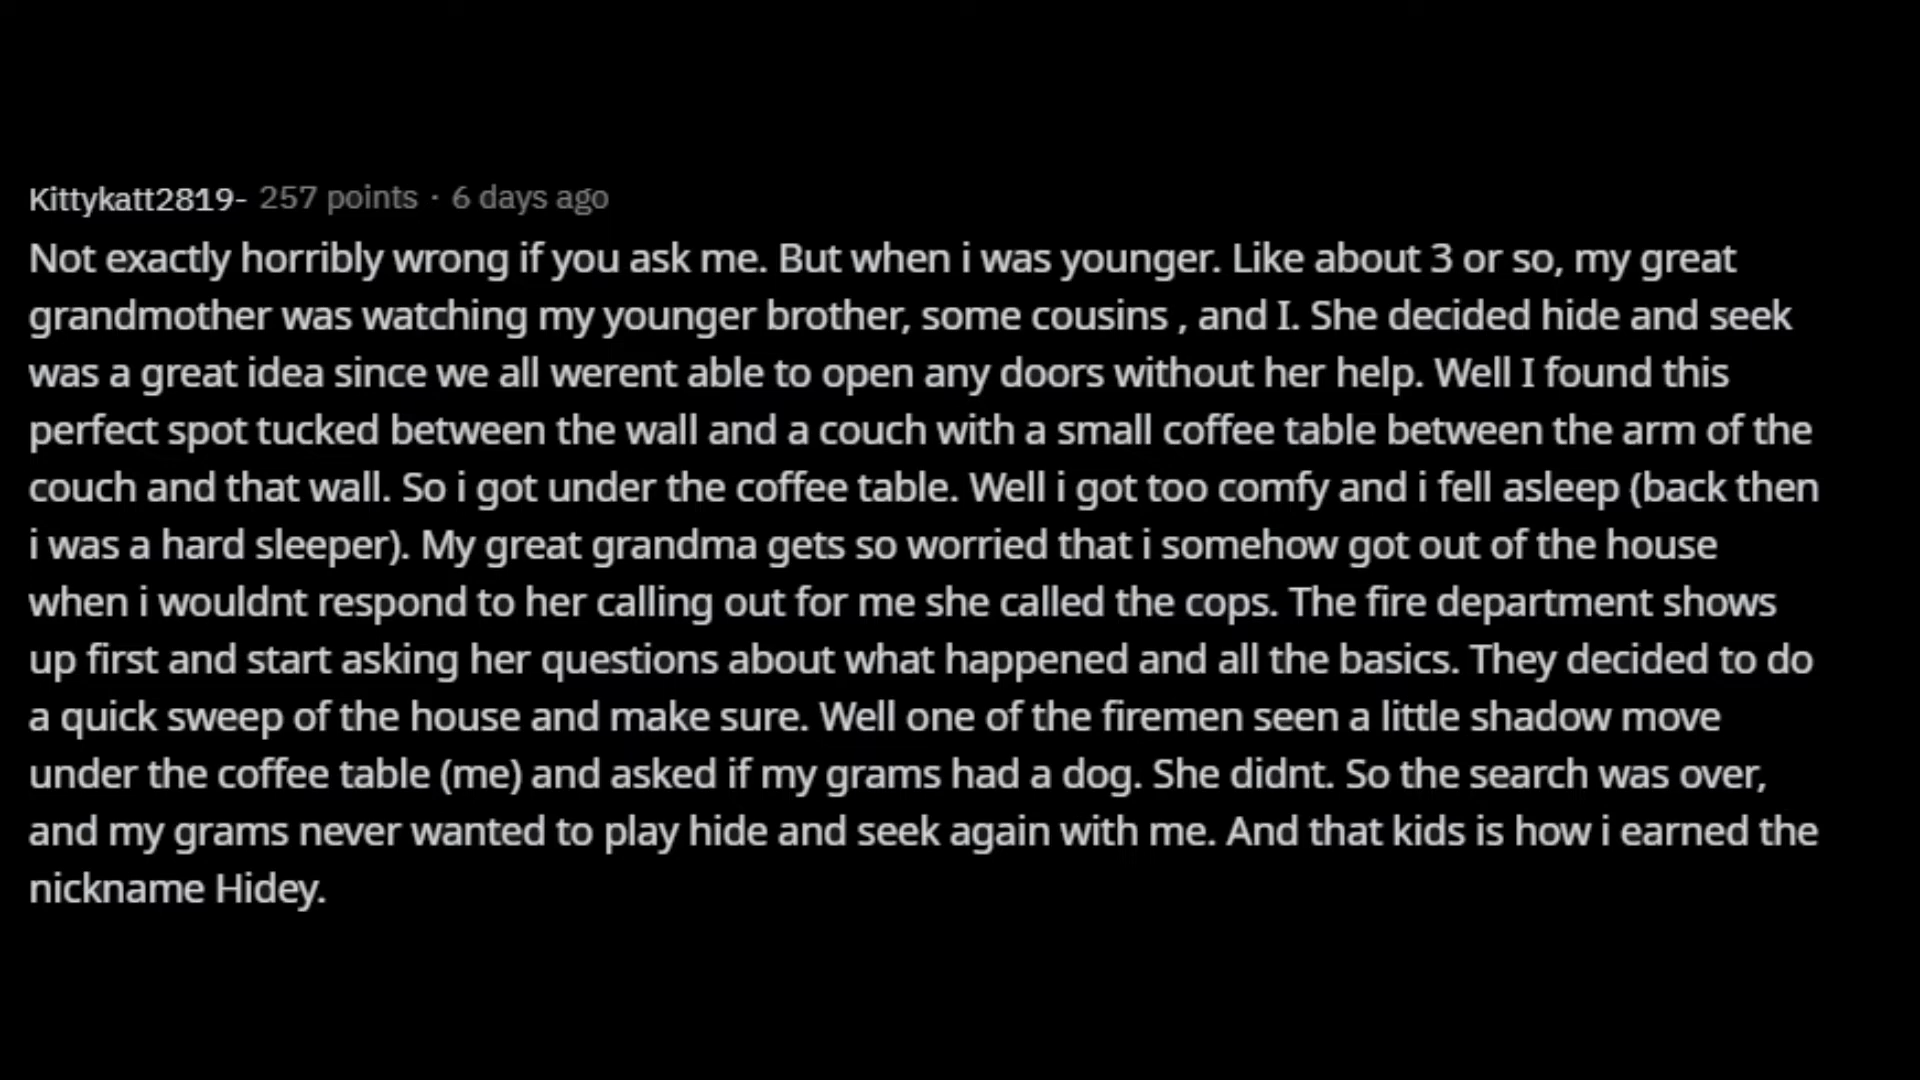 Kittykatt2819- 257 points · 6 days ago
Not exactly horribly wrong if you ask me. But when i was younger. Like about 3 or so, my great
grandmother was watching my younger brother, some cousins , and I. She decided hide and seek
was a great idea since we all werent able to open any doors without her help. Well I found this
perfect spot tucked between the wall and a couch with a small coffee table between the arm of the
couch and that wall. So i got under the coffee table. Well i got too comfy and i fell asleep (back then
i was a hard sleeper). My great grandma gets so worried that i somehow got out of the house
when i wouldnt respond to her calling out for me she called the cops. The fire department shows
up first and start asking her questions about what happened and all the basics. They decided to do
a quick sweep of the house and make sure. Well one of the firemen seen a little shadow move
under the coffee table (me) and asked if my grams had a dog. She didnt. So the search was over,
and my grams never wanted to play hide and seek again with me. And that kids is how i earned the
nickname Hidey.